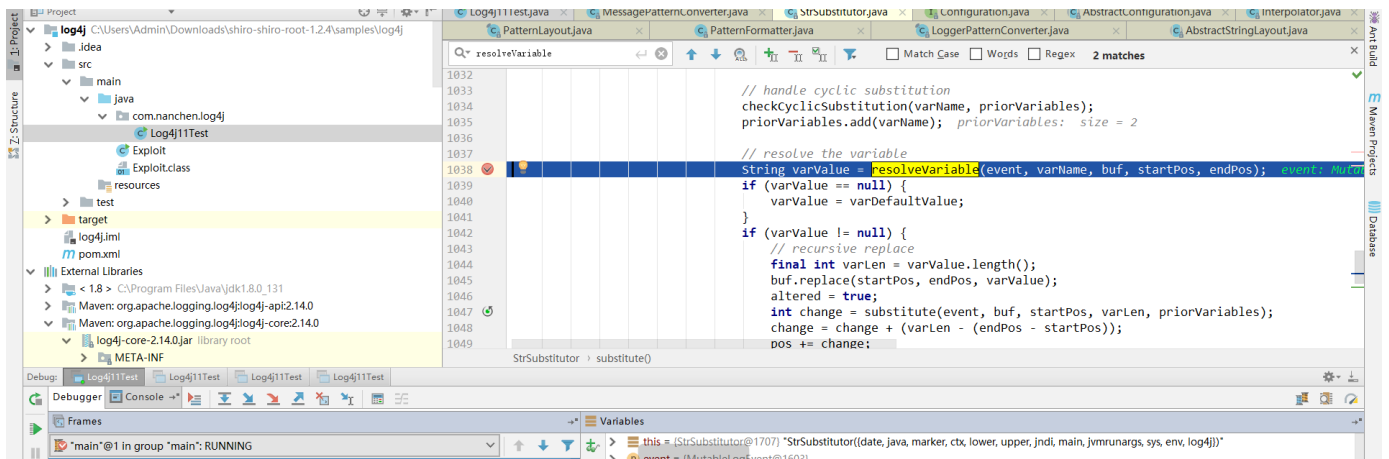 Project
Log4j11Test.java
MessagePatternConverter.java
StrSubstitutor.java
Configuration.java
AbstractConfiguration.java
Interpolator.java
1: Project
Z: Structure
log4j C:\Users\Admin\Downloads\shiro-shiro-root-1.2.4\samples\log4j
.idea
src
main
java
com.nanchen.log4j
Log4j11Test
Exploit
Exploit.class
resources
test
target
log4j.iml
pom.xml
External Libraries
< 1.8 > C:\Program Files\Java\jdk1.8.0_131
Maven: org.apache.logging.log4j:log4j-api:2.14.0
Maven: org.apache.logging.log4j:log4j-core:2.14.0
log4j-core-2.14.0.jar library root
META-INF
PatternLayout.java
PatternFormatter.java
LoggerPatternConverter.java
AbstractStringLayout.java
resolveVariable
Match Case
Words
Regex
2 matches
1032
1033 // handle cyclic substitution
1034 checkCyclicSubstitution(varName, priorVariables);
1035 priorVariables.add(varName); priorVariables: size = 2
1036
1037 // resolve the variable
1038 String varValue = resolveVariable(event, varName, buf, startPos, endPos); event: Muta
1039 if (varValue == null) {
1040 varValue = varDefaultValue;
1041 }
1042 if (varValue != null) {
1043 // recursive replace
1044 final int varLen = varValue.length();
1045 buf.replace(startPos, endPos, varValue);
1046 altered = true;
1047 int change = substitute(event, buf, startPos, varLen, priorVariables);
1048 change = change + (varLen - (endPos - startPos));
1049 pos += change;
StrSubstitutor › substitute()
Ant Build
Maven Projects
Database
Debug:
Log4j11Test
Log4j11Test
Log4j11Test
Log4j11Test
Debugger
Console
Frames
Variables
"main"@1 in group "main": RUNNING
this = {StrSubstitutor@1707} "StrSubstitutor({date, java, marker, ctx, lower, upper, jndi, main, jvmrunargs, sys, env, log4j})"
event = {MutableLogEvent@1603}